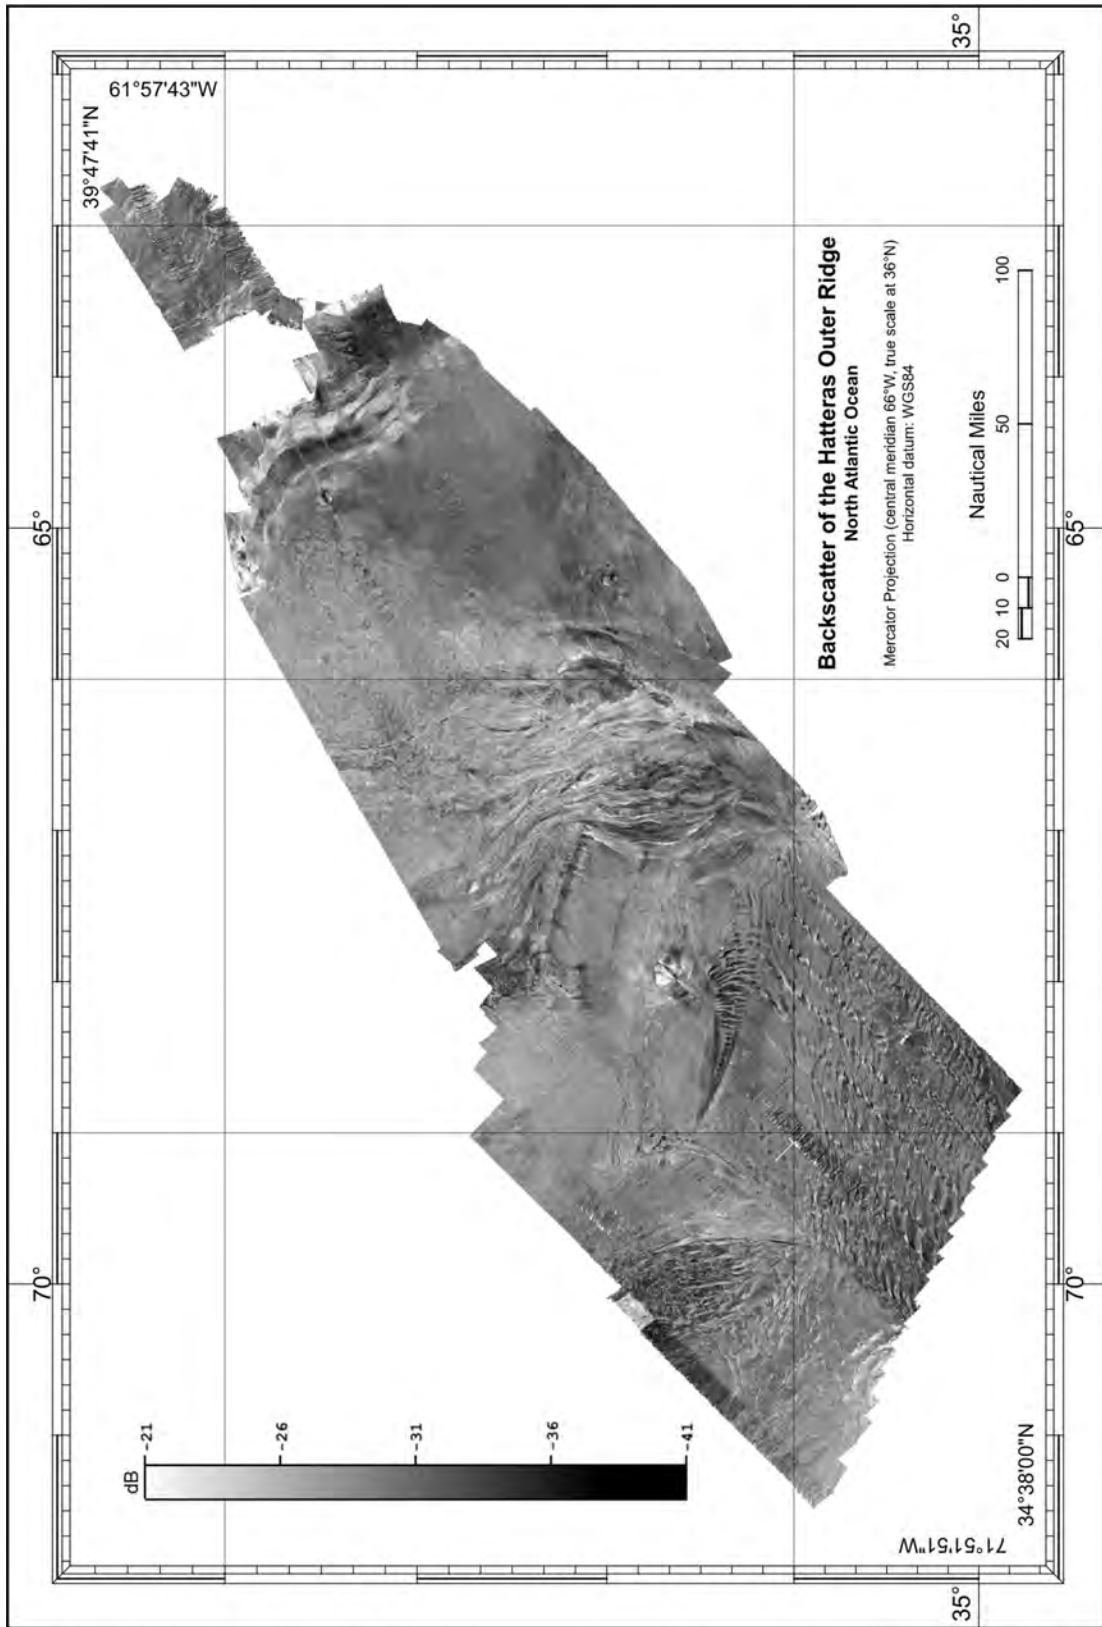 39°47'41"N
61°57'43"W
70°
65°
35°
35°
dB
-21
-26
-31
-36
-41
Backscatter of the Hatteras Outer Ridge
North Atlantic Ocean
Mercator Projection (central meridian 66°W, true scale at 36°N)
Horizontal datum: WGS84
Nautical Miles
20 10 0 50 100
71°51'51"W
34°38'00"N
70°
65°